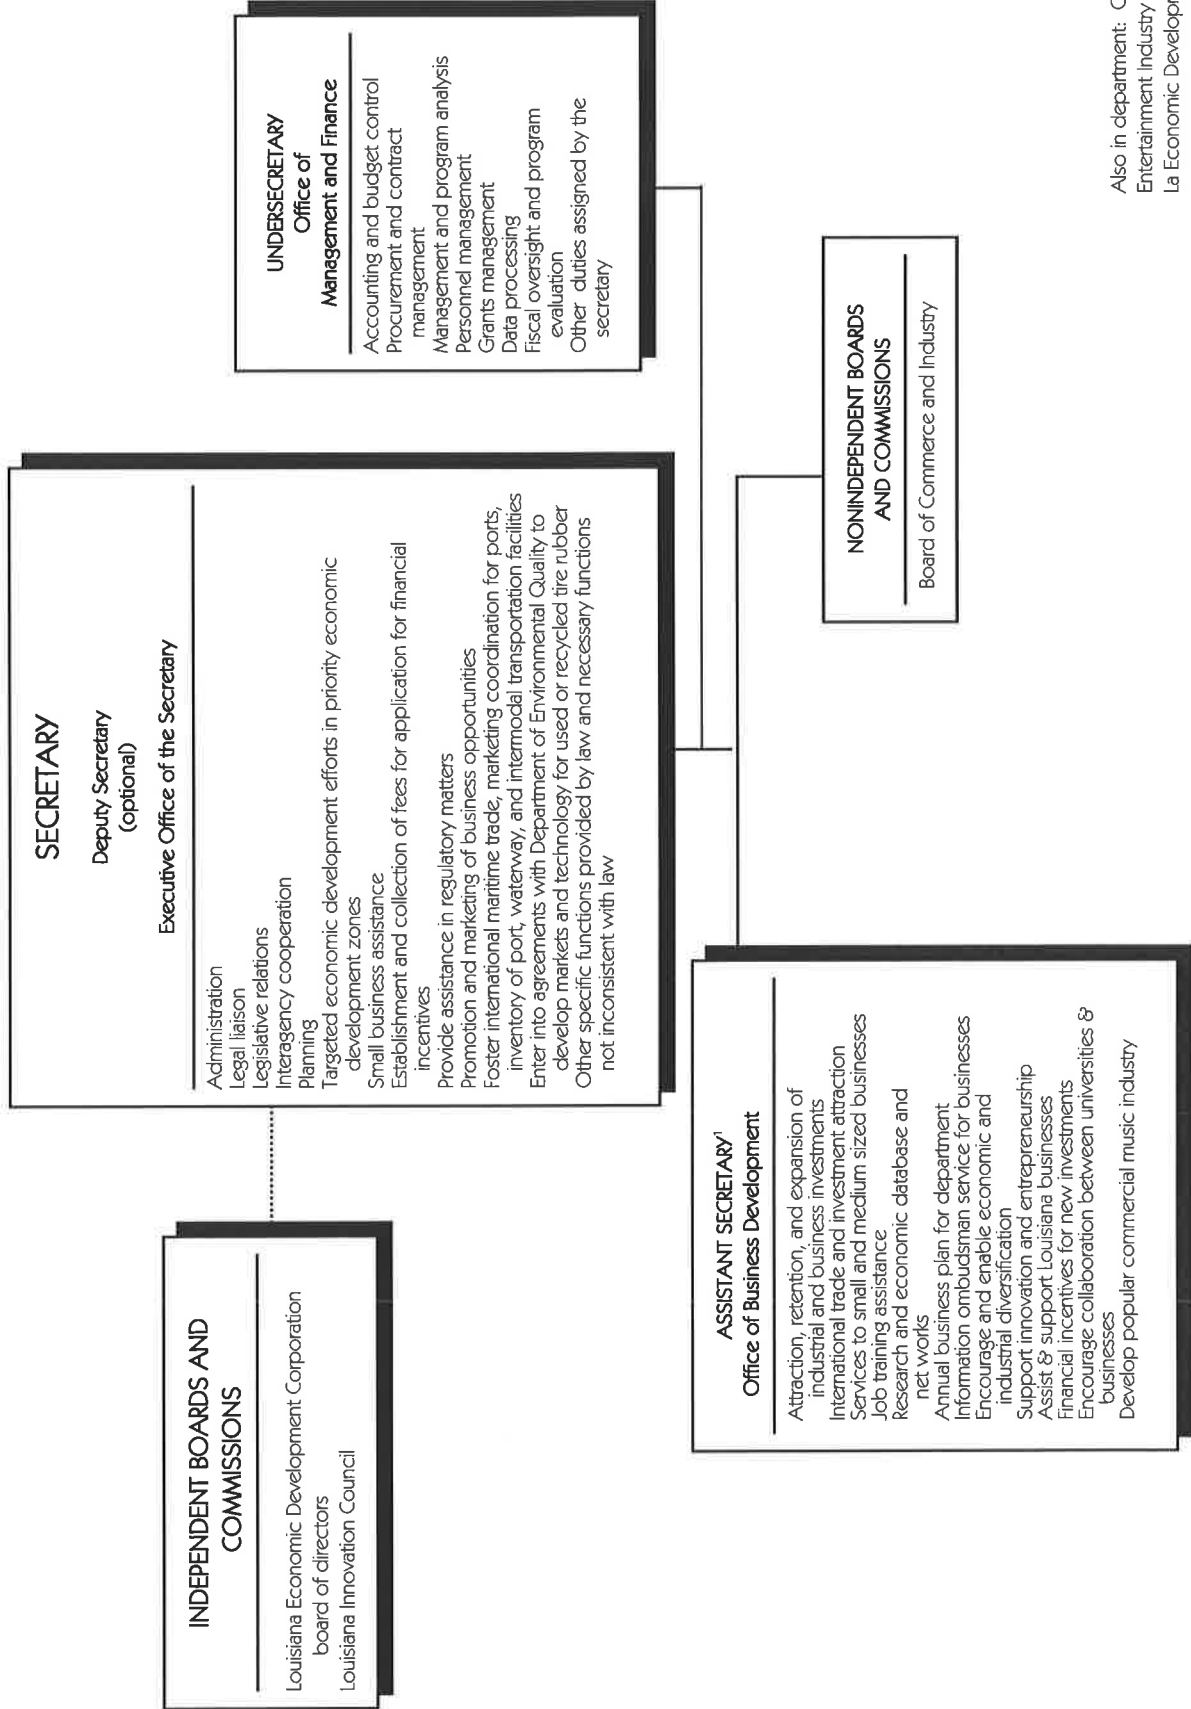 SECRETARY
Deputy Secretary
(optional)
Executive Office of the Secretary
Administration
Legal liaison
Legislative relations
Interagency cooperation
Planning
Targeted economic development efforts in priority economic
development zones
Small business assistance
Establishment and collection of fees for application for financial
incentives
Provide assistance in regulatory matters
Promotion and marketing of business opportunities
Foster international maritime trade, marketing coordination for ports,
inventory of port, waterway, and intermodal transportation facilities
Enter into agreements with Department of Environmental Quality to
develop markets and technology for used or recycled tire rubber
Other specific functions provided by law and necessary functions
not inconsistent with law
INDEPENDENT BOARDS AND
COMMISSIONS
Louisiana Economic Development Corporation
board of directors
Louisiana Innovation Council
UNDERSECRETARY
Office of
Management and Finance
Accounting and budget control
Procurement and contract
management
Management and program analysis
Personnel management
Grants management
Data processing
Fiscal oversight and program
evaluation
Other duties assigned by the
secretary
ASSISTANT SECRETARY¹
Office of Business Development
Attraction, retention, and expansion of
industrial and business investments
International trade and investment attraction
Services to small and medium sized businesses
Job training assistance
Research and economic database and
net works
Annual business plan for department
Information ombudsman service for businesses
Encourage and enable economic and
industrial diversification
Support innovation and entrepreneurship
Assist & support Louisiana businesses
Financial incentives for new investments
Encourage collaboration between universities &
businesses
Develop popular commercial music industry
NONINDEPENDENT BOARDS
AND COMMISSIONS
Board of Commerce and Industry
Also in department:
Entertainment Industry
La Economic